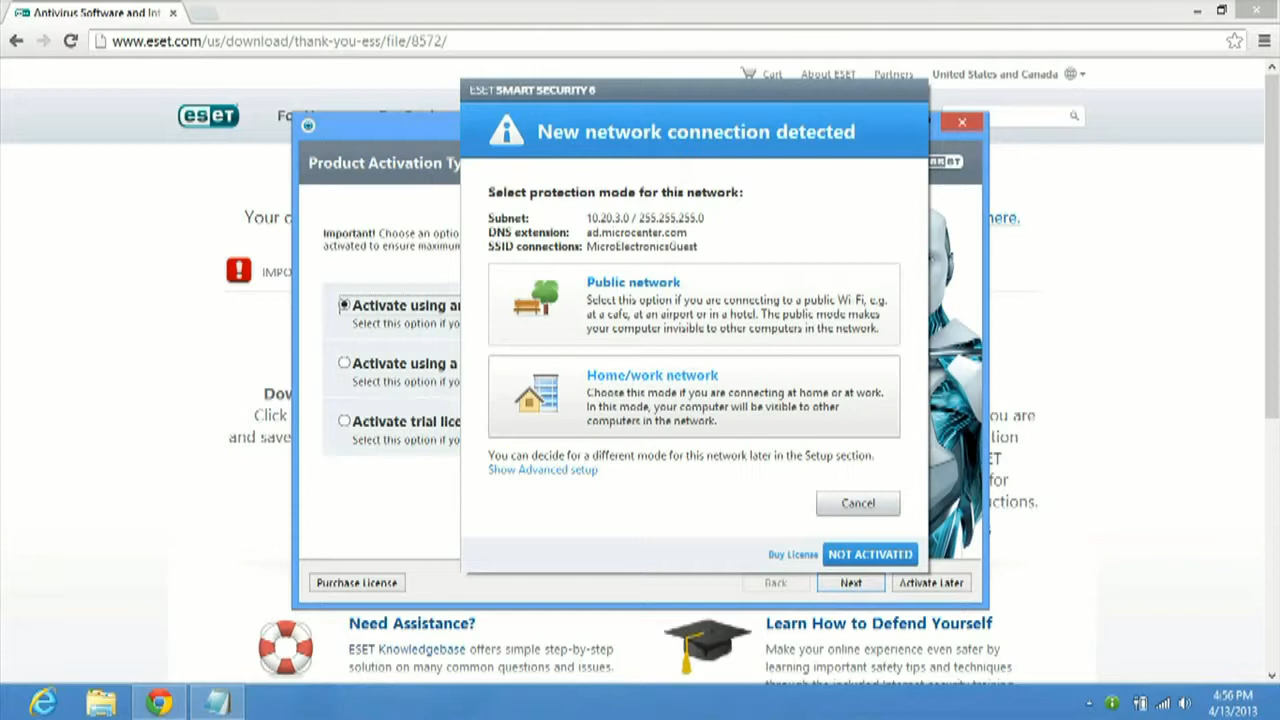 Antivirus Software and Int
www.eset.com/us/download/thank-you-ess/file/8572/
Cart About ESET Partners United States and Canada
eset
ESET SMART SECURITY 6
New network connection detected
Product Activation Ty
Select protection mode for this network:
Subnet: 10.20.3.0 / 255.255.255.0
DNS extension: ad.microcenter.com
SSID connections: MicroElectronicsGuest
Your
here.
Important! Choose an optio
activated to ensure maximum
IMPO
Public network
Select this option if you are connecting to a public Wi-Fi, e.g.
at a cafe, at an airport or in a hotel. The public mode makes
your computer invisible to other computers in the network.
Activate using an
Select this option if yo
Activate using a
Select this option if yo
Home/work network
Choose this mode if you are connecting at home or at work.
In this mode, your computer will be visible to other
computers in the network.
Activate trial lice
Select this option if yo
Dow
Click
and save
ou are
tion
ET
for
uctions.
You can decide for a different mode for this network later in the Setup section.
Show Advanced setup
Cancel
Buy License NOT ACTIVATED
Purchase License Back Next Activate Later
Need Assistance?
ESET Knowledgebase offers simple step-by-step
solution on many common questions and issues.
Learn How to Defend Yourself
Make your online experience even safer by
learning important safety tips and techniques
through the included Internet security training
4:56 PM
4/13/2013